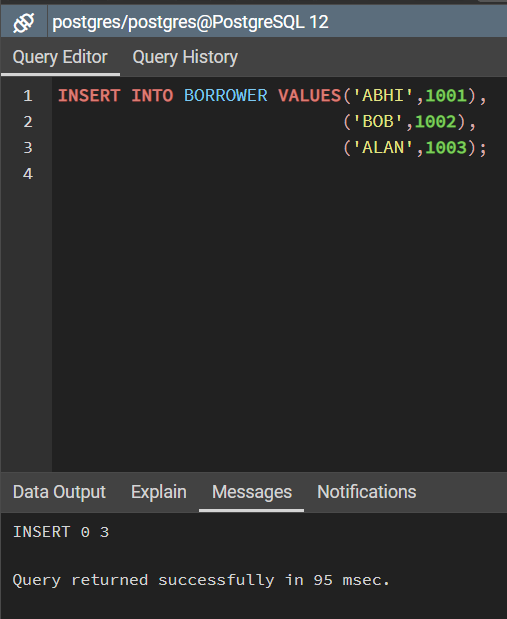 postgres/postgres@PostgreSQL 12
Query Editor Query History
1 INSERT INTO BORROWER VALUES('ABHI',1001),
2 ('BOB',1002),
3 ('ALAN',1003);
4
Data Output Explain Messages Notifications
INSERT 0 3
Query returned successfully in 95 msec.